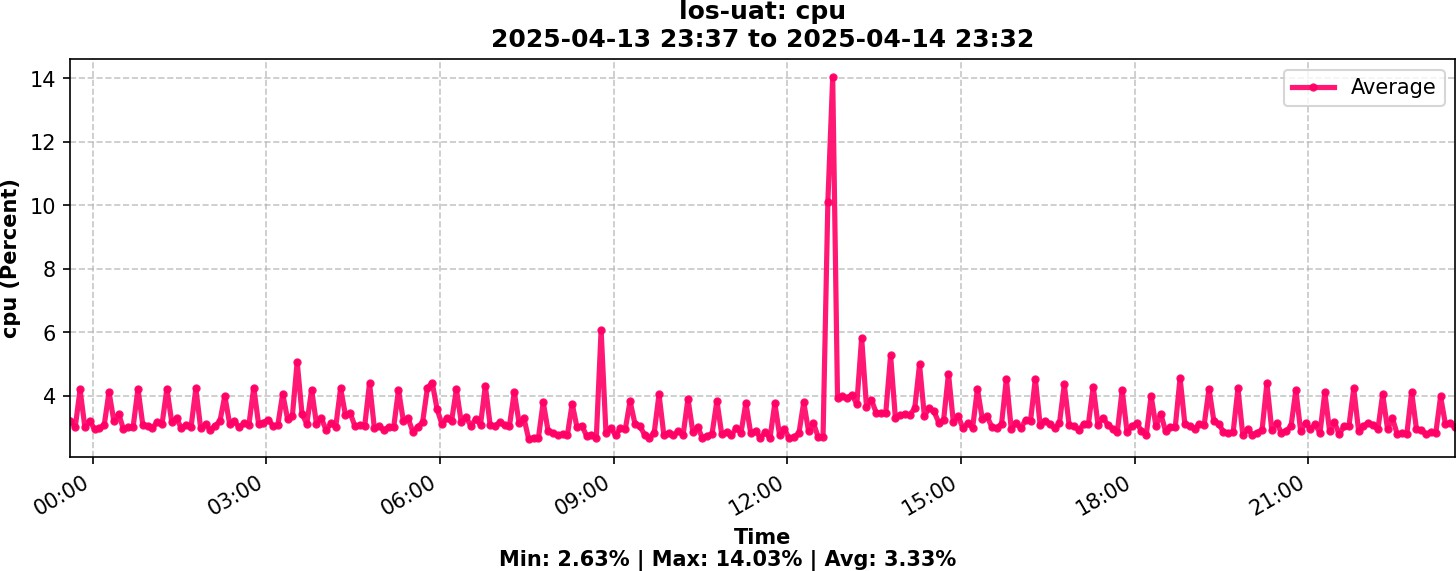 los-uat: cpu
2025-04-13 23:37 to 2025-04-14 23:32
14
12
10
8
6
4
cpu (Percent)
Average
00:00
03:00
06:00
09:00
12:00
15:00
18:00
21:00
Time
Min: 2.63% | Max: 14.03% | Avg: 3.33%